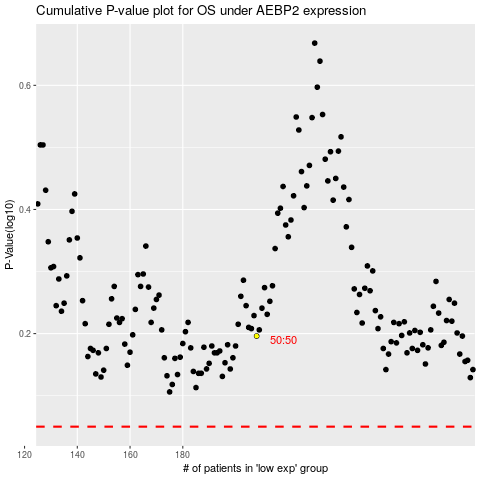 Cumulative P-value plot for OS under AEBP2 expression
P-Value(log10)
0.6
0.4
0.2
50:50
120 140 160 180
# of patients in 'low exp' group